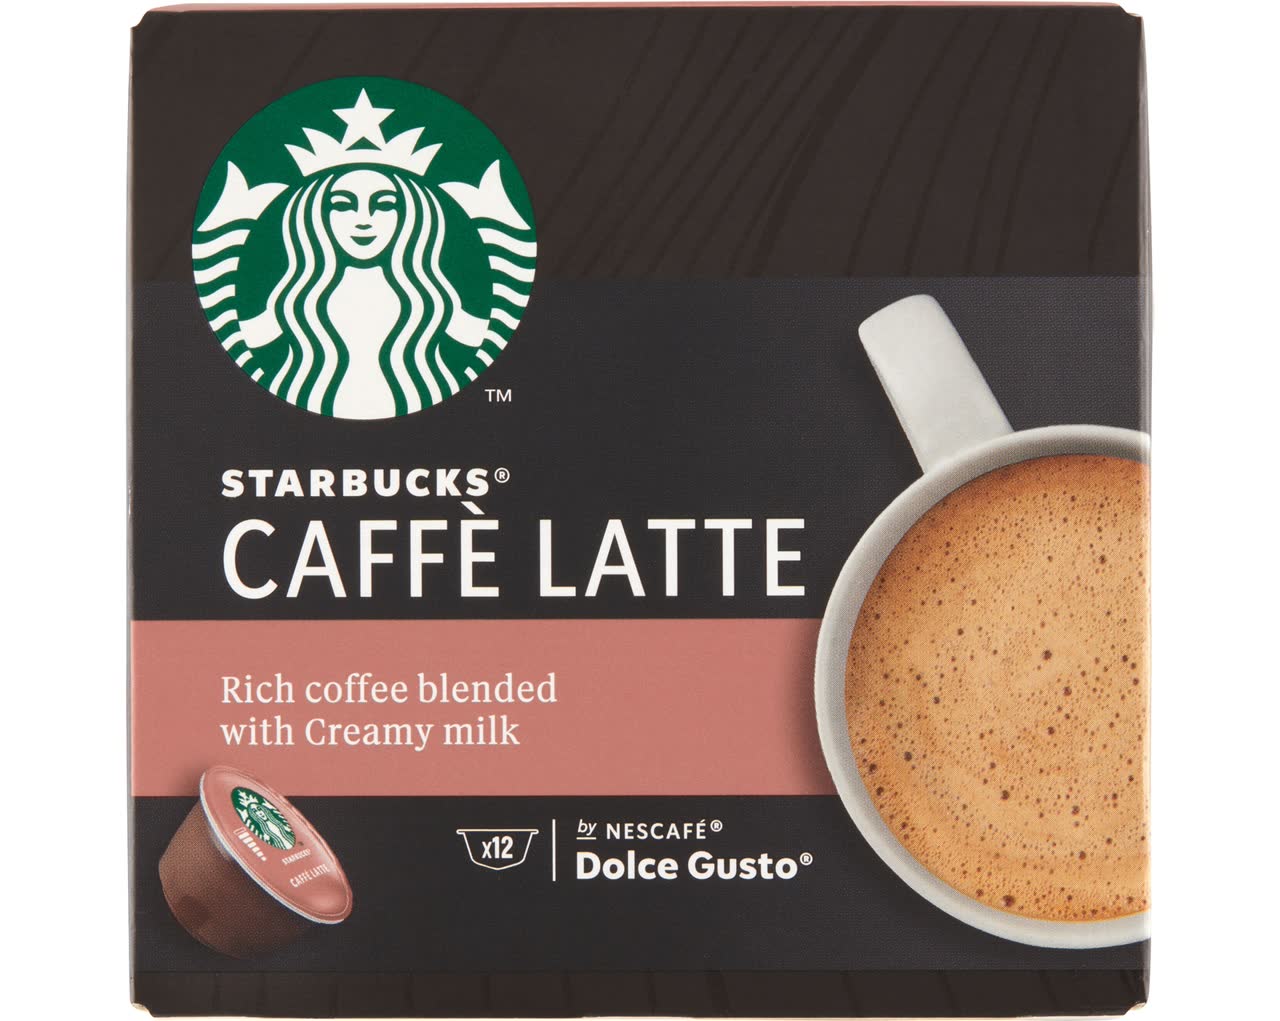 TM
STARBUCKS®
CAFFÈ LATTE
Rich coffee blended
with Creamy milk
STARBUCKS®
CAFFÈ LATTE
x12
by NESCAFÉ®
Dolce Gusto®